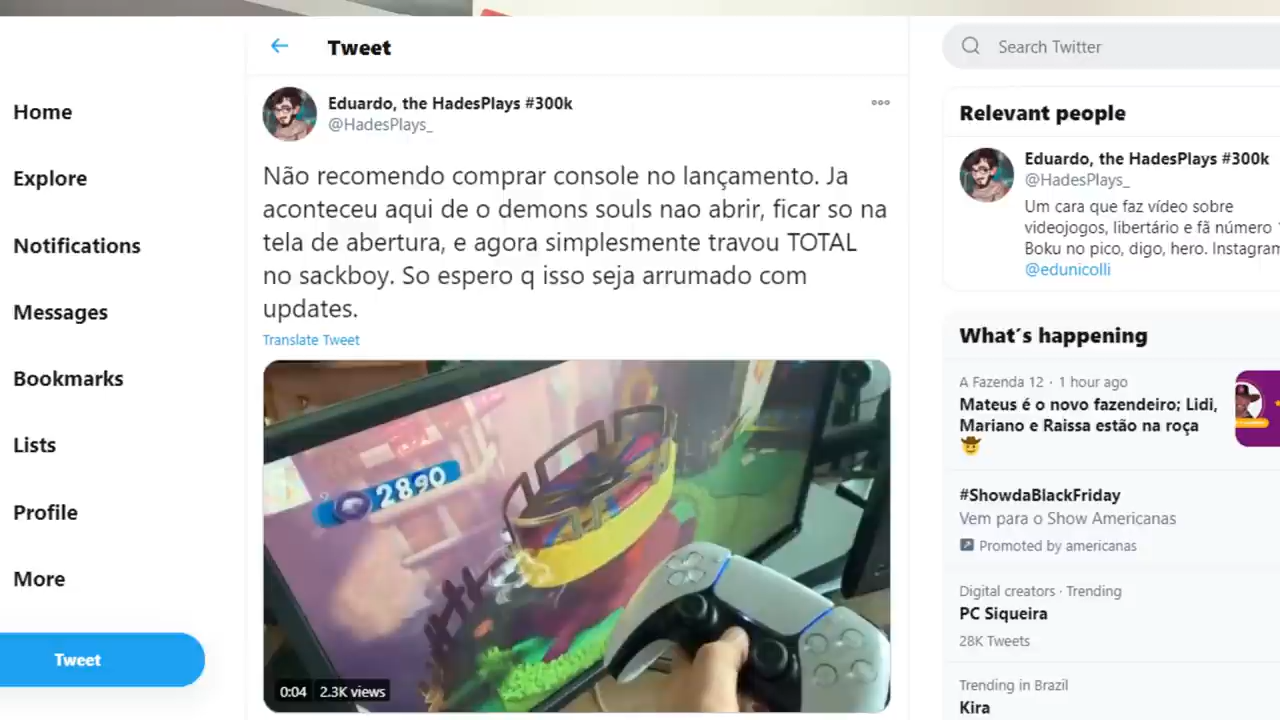 Home
Explore
Notifications
Messages
Bookmarks
Lists
Profile
More
Tweet
Tweet
Eduardo, the HadesPlays #300k
@HadesPlays_
Não recomendo comprar console no lançamento. Ja
aconteceu aqui de o demons souls nao abrir, ficar so na
tela de abertura, e agora simplesmente travou TOTAL
no sackboy. So espero q isso seja arrumado com
updates.
Translate Tweet
2890
0:04 2.3K views
Search Twitter
Relevant people
Eduardo, the HadesPlays #300k
@HadesPlays_
Um cara que faz vídeo sobre
videojogos, libertário e fã número
Boku no pico, digo, hero. Instagram
@edunicolli
What's happening
A Fazenda 12 · 1 hour ago
Mateus é o novo fazendeiro; Lidi,
Mariano e Raissa estão na roça
#ShowdaBlackFriday
Vem para o Show Americanas
Promoted by americanas
Digital creators · Trending
PC Siqueira
28K Tweets
Trending in Brazil
Kira